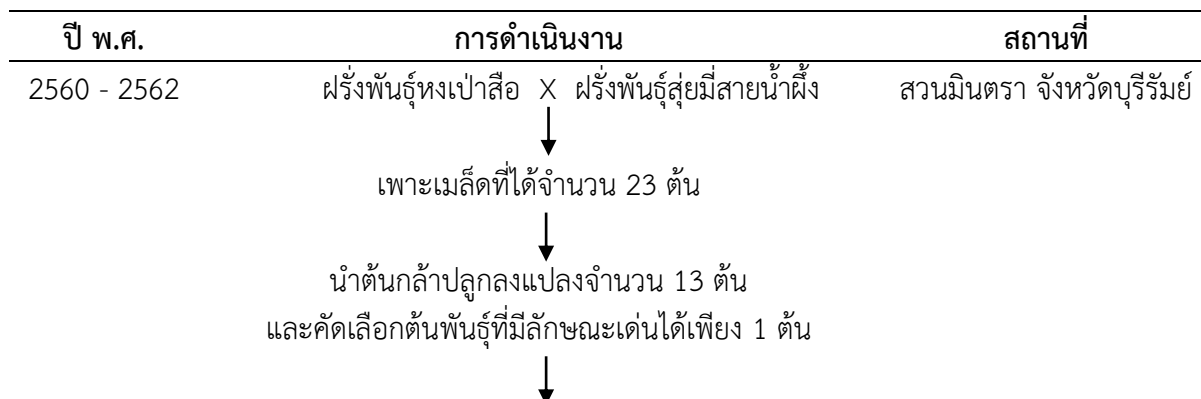 ปี พ.ศ. การดำเนินงาน สถานที่
2560 - 2562 ฝรั่งพันธุ์หงเป่าสือ X ฝรั่งพันธุ์สุ่ยมี่สายน้ำผึ้ง สวนมินตรา จังหวัดบุรีรัมย์
เพาะเมล็ดที่ได้จำนวน 23 ต้น
นำต้นกล้าปลูกลงแปลงจำนวน 13 ต้น
และคัดเลือกต้นพันธุ์ที่มีลักษณะเด่นได้เพียง 1 ต้น